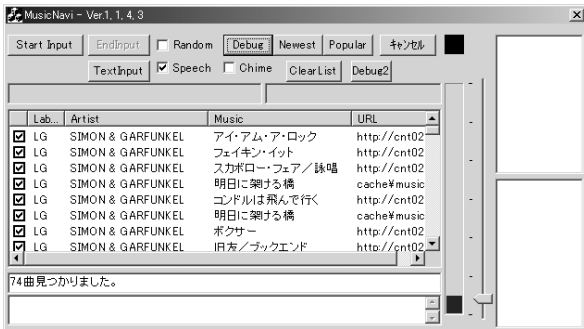 MusicNavi - Ver.1, 1, 4, 3
Start Input EndInput Random Debug Newest Popular キャンセル
TextInput Speech Chime ClearList Debug2
Lab... Artist Music URL
LG SIMON & GARFUNKEL アイ・アム・ア・ロック http://cnt02
LG SIMON & GARFUNKEL フェイキン・イット http://cnt02
LG SIMON & GARFUNKEL スカボロー・フェア／詠唱 http://cnt02
LG SIMON & GARFUNKEL 明日に架ける橋 cache¥music
LG SIMON & GARFUNKEL コンドルは飛んで行く http://cnt02
LG SIMON & GARFUNKEL 明日に架ける橋 cache¥music
LG SIMON & GARFUNKEL ボクサー http://cnt02
LG SIMON & GARFUNKEL 旧友／ブックエンド http://cnt02
74曲見つかりました。